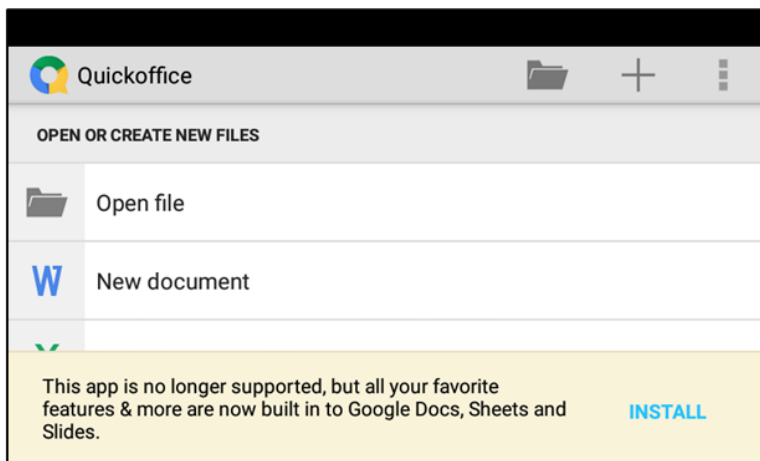 Quickoffice
OPEN OR CREATE NEW FILES
Open file
New document
This app is no longer supported, but all your favorite
features & more are now built in to Google Docs, Sheets and
Slides.
INSTALL